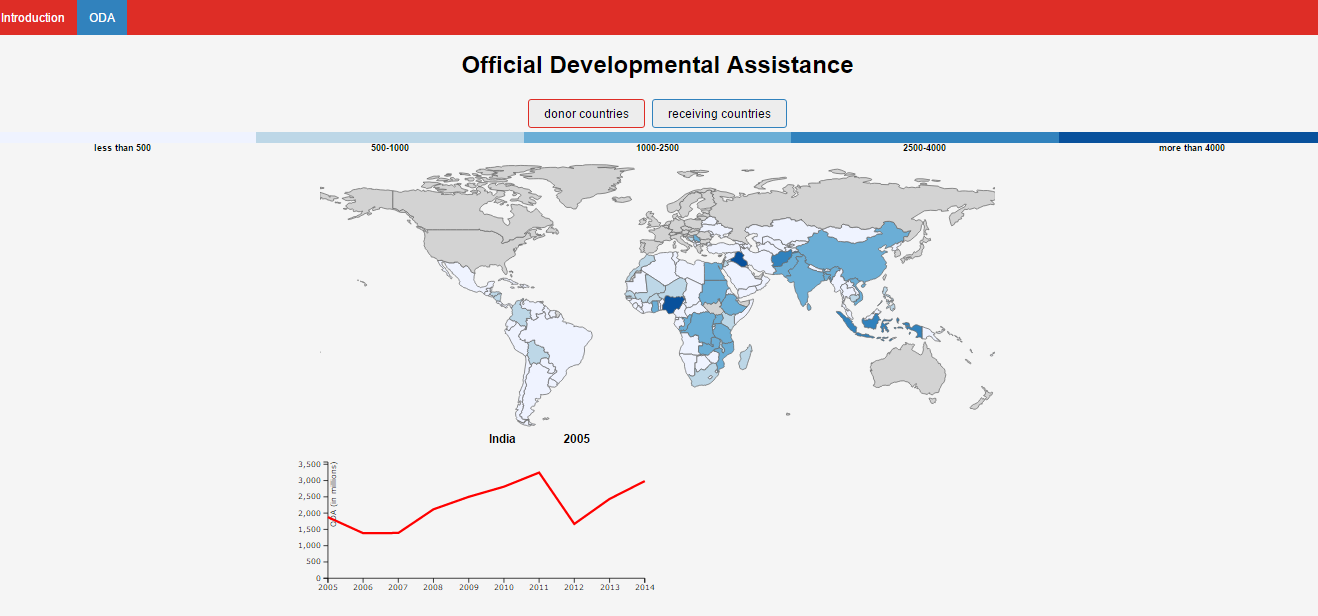 Introduction ODA
Official Developmental Assistance
donor countries receiving countries
less than 500 500-1000 1000-2500 2500-4000 more than 4000
India 2005
ODA (in millions)
3,500
3,000
2,500
2,000
1,500
1,000
500
0
2005 2006 2007 2008 2009 2010 2011 2012 2013 2014